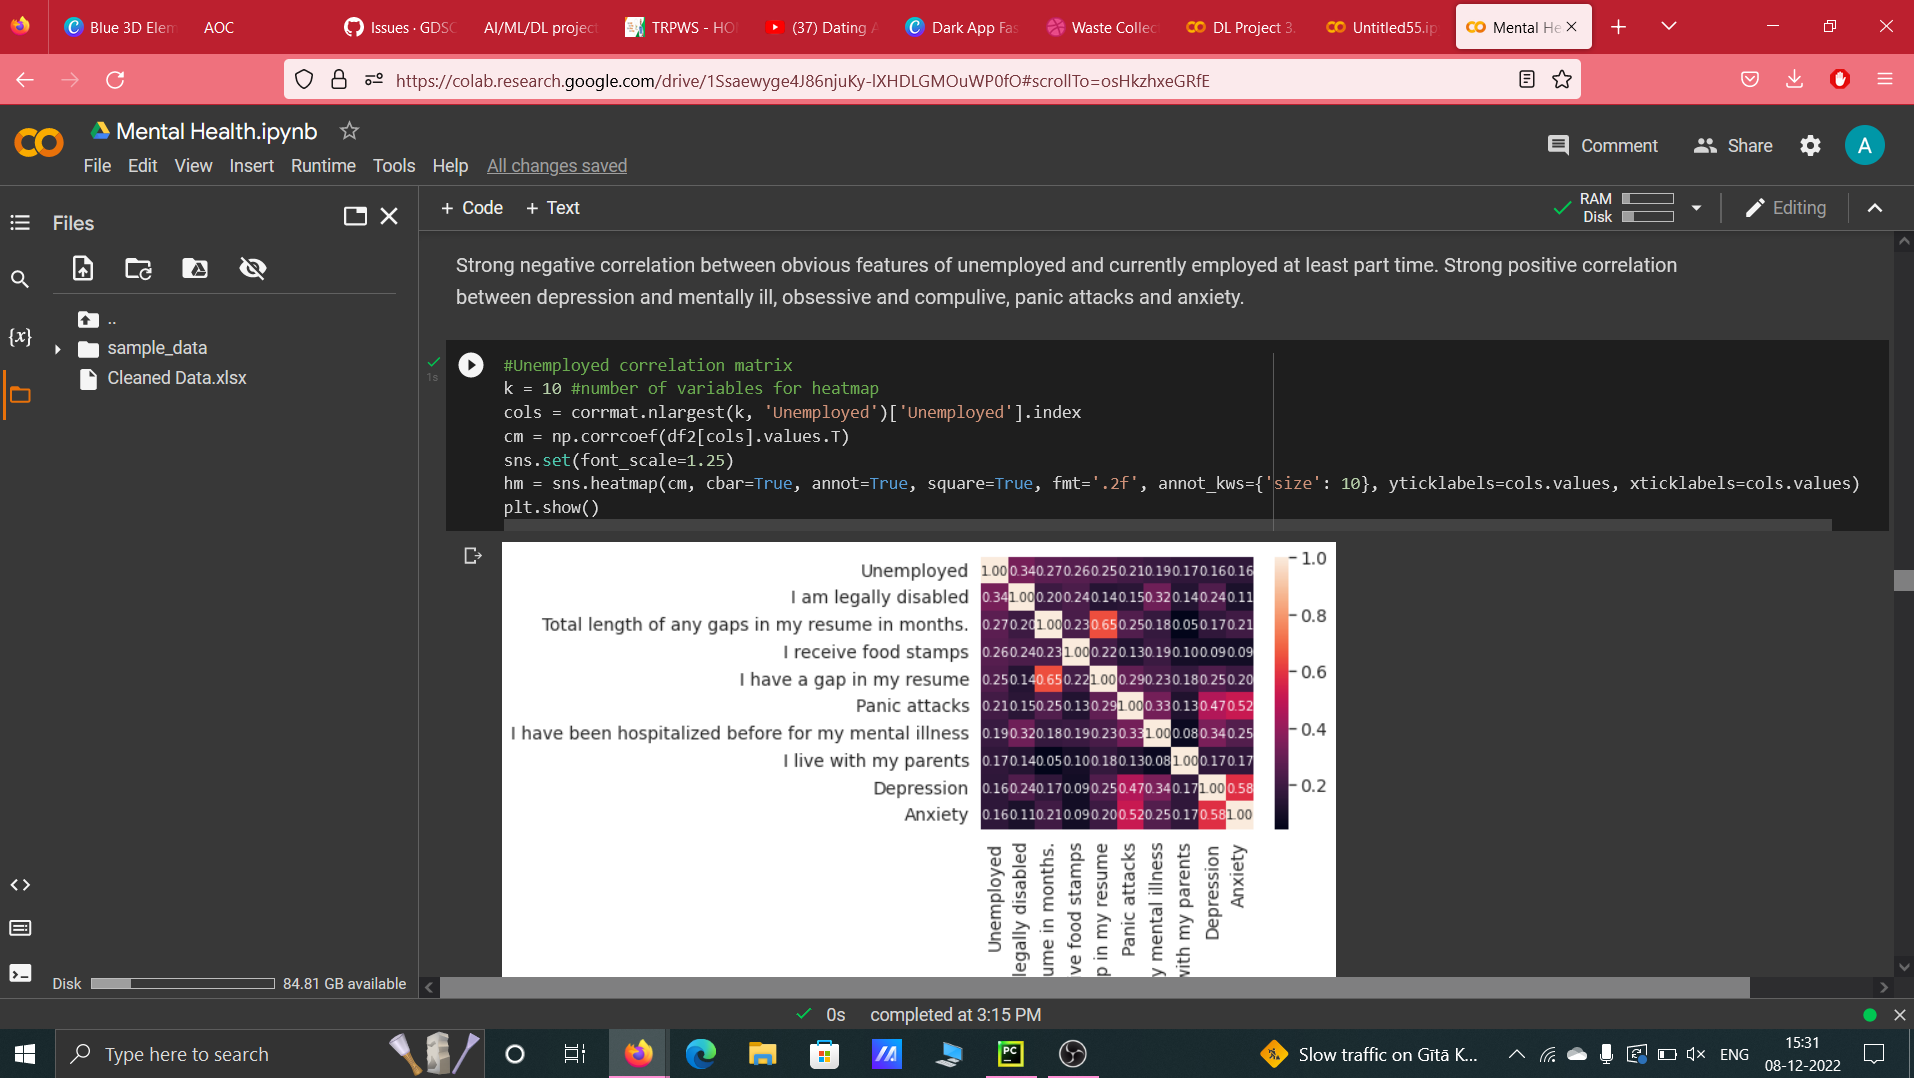 Blue 3D Elem
AOC
Issues · GDSC
AI/ML/DL project
TRPWS - HO
(37) Dating A
Dark App Fas
Waste Collec
DL Project 3.
Untitled55.ip
Mental He
https://colab.research.google.com/drive/1Ssaewyge4J86njuKy-lXHDLGMOuWP0fO#scrollTo=osHkzhxeGRfE
Mental Health.ipynb
File Edit View Insert Runtime Tools Help All changes saved
Comment
Share
A
Files
+ Code + Text
RAM
Disk
Editing
..
sample_data
Cleaned Data.xlsx
Strong negative correlation between obvious features of unemployed and currently employed at least part time. Strong positive correlation
between depression and mentally ill, obsessive and compulive, panic attacks and anxiety.
1s
#Unemployed correlation matrix
k = 10 #number of variables for heatmap
cols = corrmat.nlargest(k, 'Unemployed')['Unemployed'].index
cm = np.corrcoef(df2[cols].values.T)
sns.set(font_scale=1.25)
hm = sns.heatmap(cm, cbar=True, annot=True, square=True, fmt='.2f', annot_kws={'size': 10}, yticklabels=cols.values, xticklabels=cols.values)
plt.show()
Unemployed 1.00 0.34 0.27 0.26 0.25 0.21 0.19 0.17 0.16 0.16
I am legally disabled 0.34 1.00 0.20 0.24 0.14 0.15 0.32 0.14 0.24 0.11
Total length of any gaps in my resume in months. 0.27 0.20 1.00 0.23 0.65 0.25 0.18 0.05 0.17 0.21
I receive food stamps 0.26 0.24 0.23 1.00 0.22 0.13 0.19 0.10 0.09 0.09
I have a gap in my resume 0.25 0.14 0.65 0.22 1.00 0.29 0.23 0.18 0.25 0.20
Panic attacks 0.21 0.15 0.25 0.13 0.29 1.00 0.33 0.13 0.47 0.52
I have been hospitalized before for my mental illness 0.19 0.32 0.18 0.19 0.23 0.33 1.00 0.08 0.34 0.25
I live with my parents 0.17 0.14 0.05 0.10 0.18 0.13 0.08 1.00 0.17 0.17
Depression 0.16 0.24 0.17 0.09 0.25 0.47 0.34 0.17 1.00 0.58
Anxiety 0.16 0.11 0.21 0.09 0.20 0.52 0.25 0.17 0.58 1.00
1.0
0.8
0.6
0.4
0.2
Unemployed
legally disabled
ume in months.
ve food stamps
p in my resume
Panic attacks
y mental illness
with my parents
Depression
Anxiety
Disk 84.81 GB available
0s completed at 3:15 PM
Type here to search
PC
Slow traffic on Gītā K...
ENG
15:31
08-12-2022